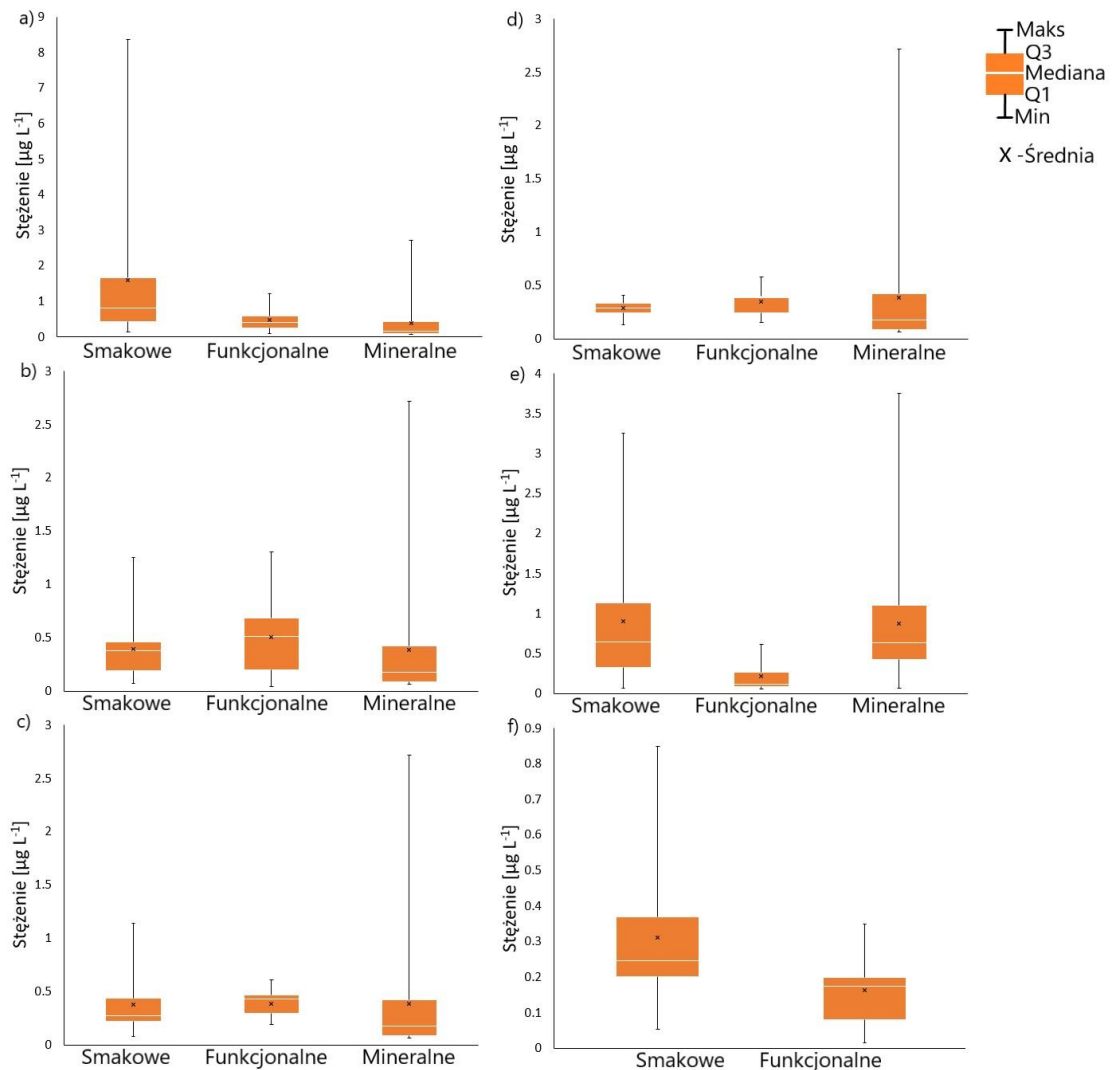 a)
Stężenie [µg L-1]
9
8
7
6
5
4
3
2
1
0
Smakowe Funkcjonalne Mineralne
d)
Stężenie [µg L-1]
3
2.5
2
1.5
1
0.5
0
Smakowe Funkcjonalne Mineralne
Maks
Q3
Mediana
Q1
Min
X -Średnia
b)
Stężenie [µg L-1]
3
2.5
2
1.5
1
0.5
0
Smakowe Funkcjonalne Mineralne
e)
Stężenie [µg L-1]
4
3.5
3
2.5
2
1.5
1
0.5
0
Smakowe Funkcjonalne Mineralne
c)
Stężenie [µg L-1]
3
2.5
2
1.5
1
0.5
0
Smakowe Funkcjonalne Mineralne
f)
Stężenie [µg L-1]
0.9
0.8
0.7
0.6
0.5
0.4
0.3
0.2
0.1
0
Smakowe Funkcjonalne